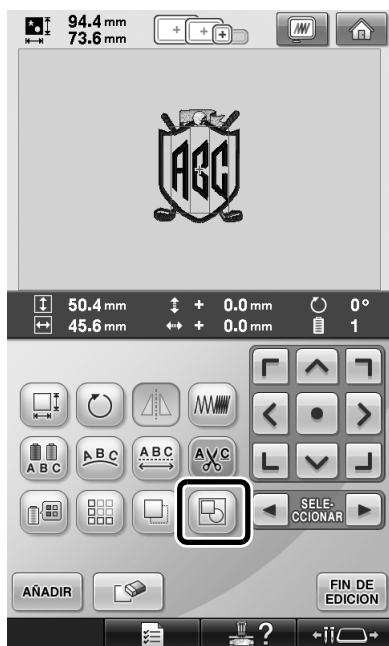 94.4 mm
73.6 mm
ABC
50.4 mm + 0.0 mm 0°
45.6 mm + 0.0 mm 1
ABC ABC ABC A C
SELE-
CCIONAR
AÑADIR
FIN DE
EDICION
?